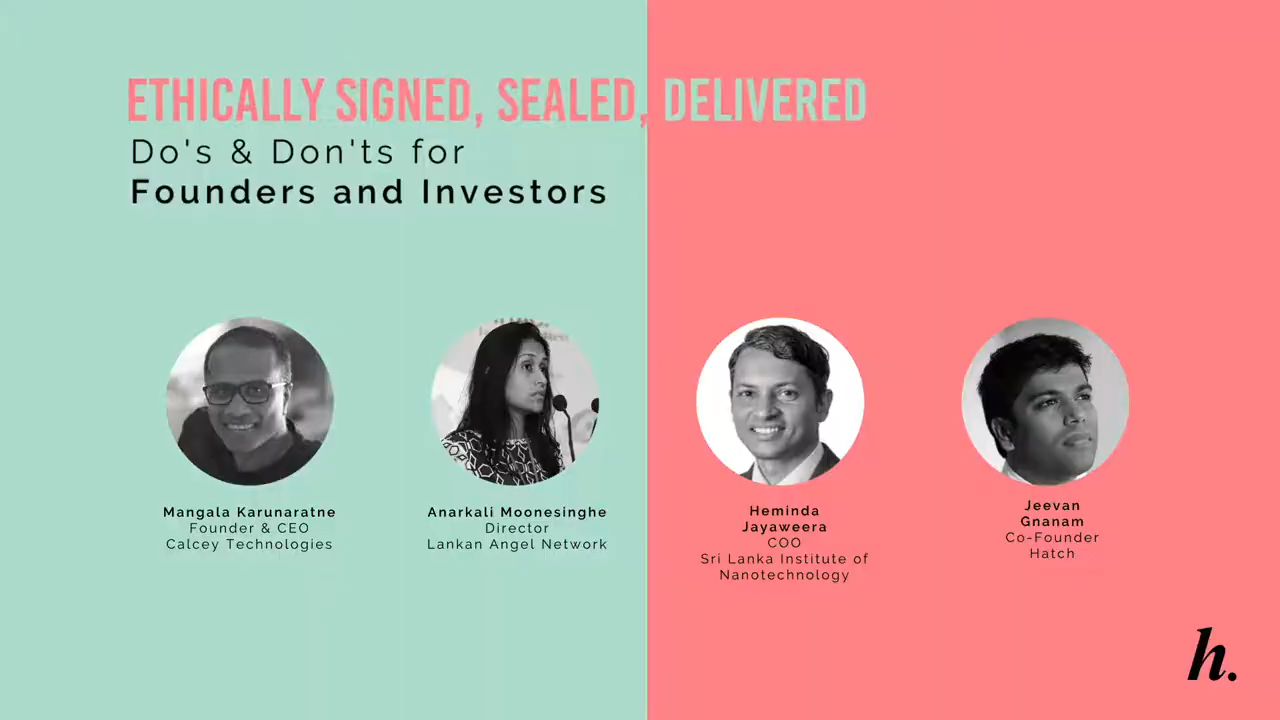 ETHICALLY SIGNED, SEALED, DELIVERED
Do's & Don'ts for
Founders and Investors
Mangala Karunaratne
Founder & CEO
Calcey Technologies
Anarkali Moonesinghe
Director
Lankan Angel Network
Heminda
Jayaweera
COO
Sri Lanka Institute of
Nanotechnology
Jeevan
Gnanam
Co-Founder
Hatch
h.